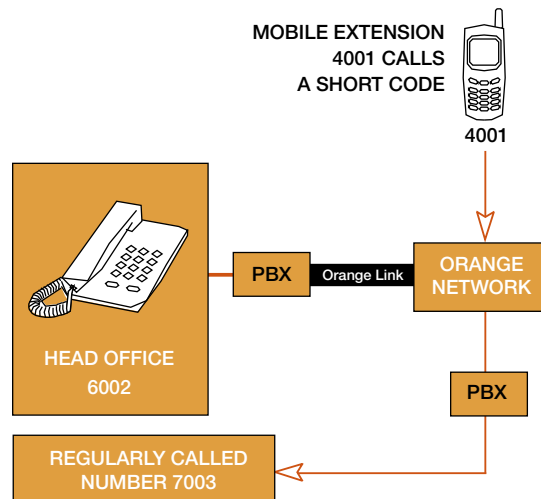 MOBILE EXTENSION
4001 CALLS
A SHORT CODE
4001
PBX
Orange Link
ORANGE
NETWORK
HEAD OFFICE
6002
PBX
REGULARLY CALLED
NUMBER 7003